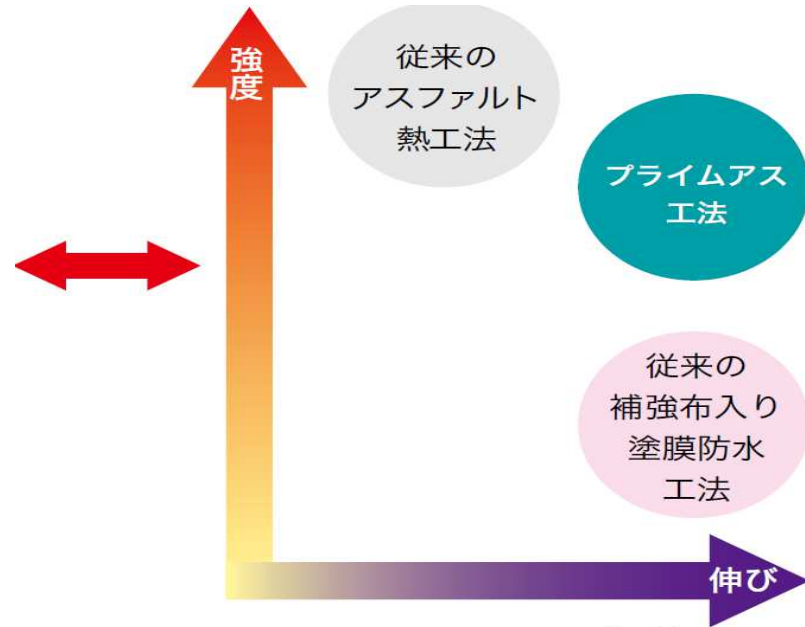 強度
従来の
アスファルト
熱工法
プライムアス
工法
従来の
補強布入り
塗膜防水
工法
伸び